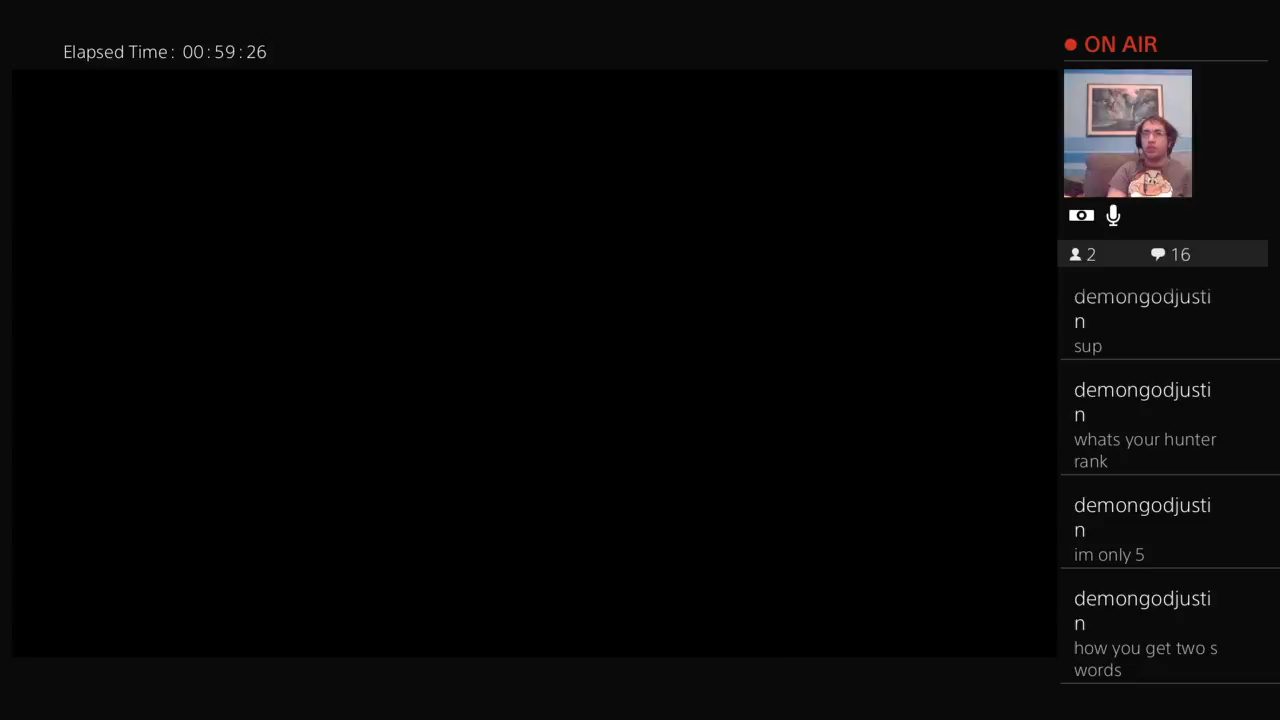 Elapsed Time: 00:59:26
ON AIR
2 16
demongodjusti
n
sup
demongodjusti
n
whats your hunter
rank
demongodjusti
n
im only 5
demongodjusti
n
how you get two s
words